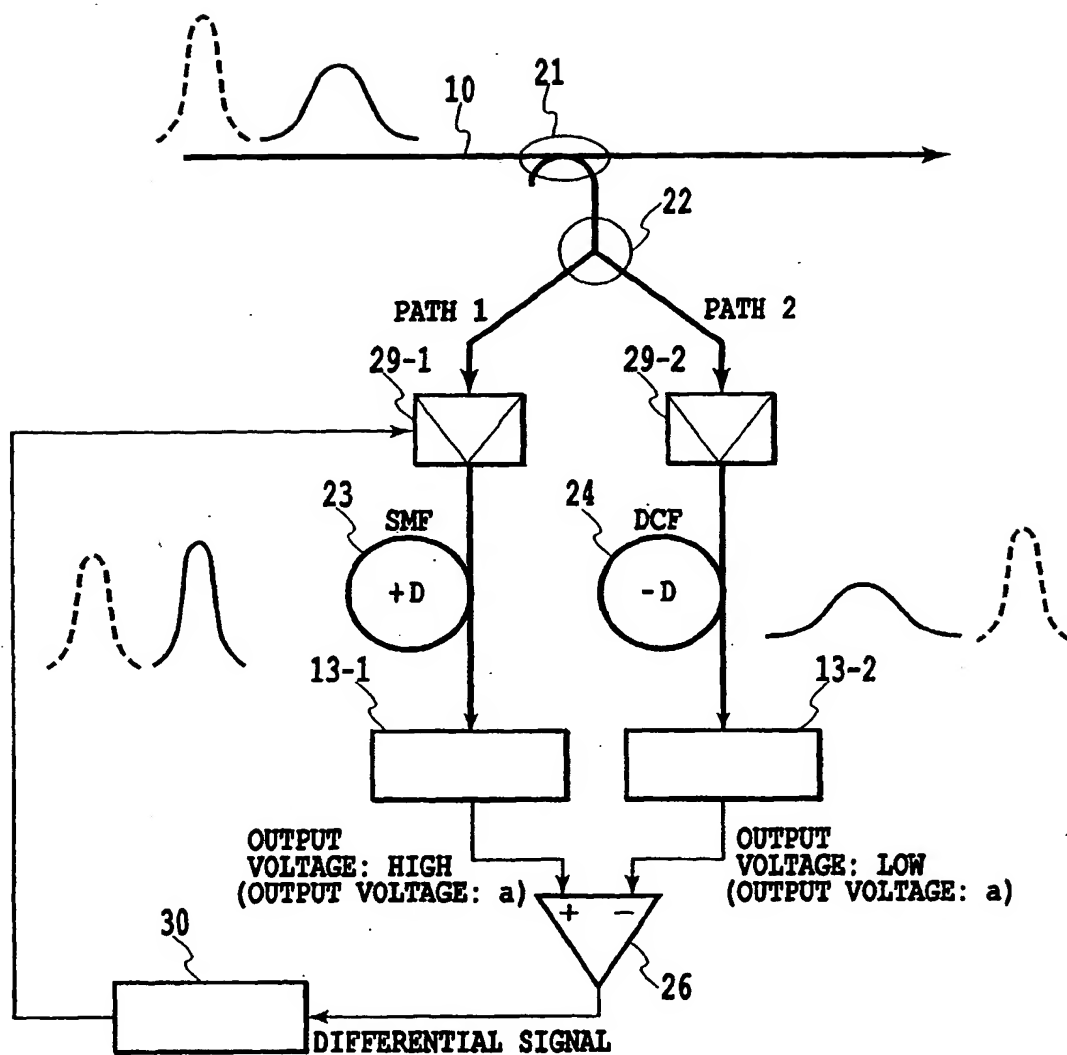 10
21
22
PATH 1
PATH 2
29-1
29-2
23
SMF
+D
24
DCF
-D
13-1
13-2
OUTPUT
VOLTAGE: HIGH
(OUTPUT VOLTAGE: a)
OUTPUT
VOLTAGE: LOW
(OUTPUT VOLTAGE: a)
+ -
26
30
DIFFERENTIAL SIGNAL